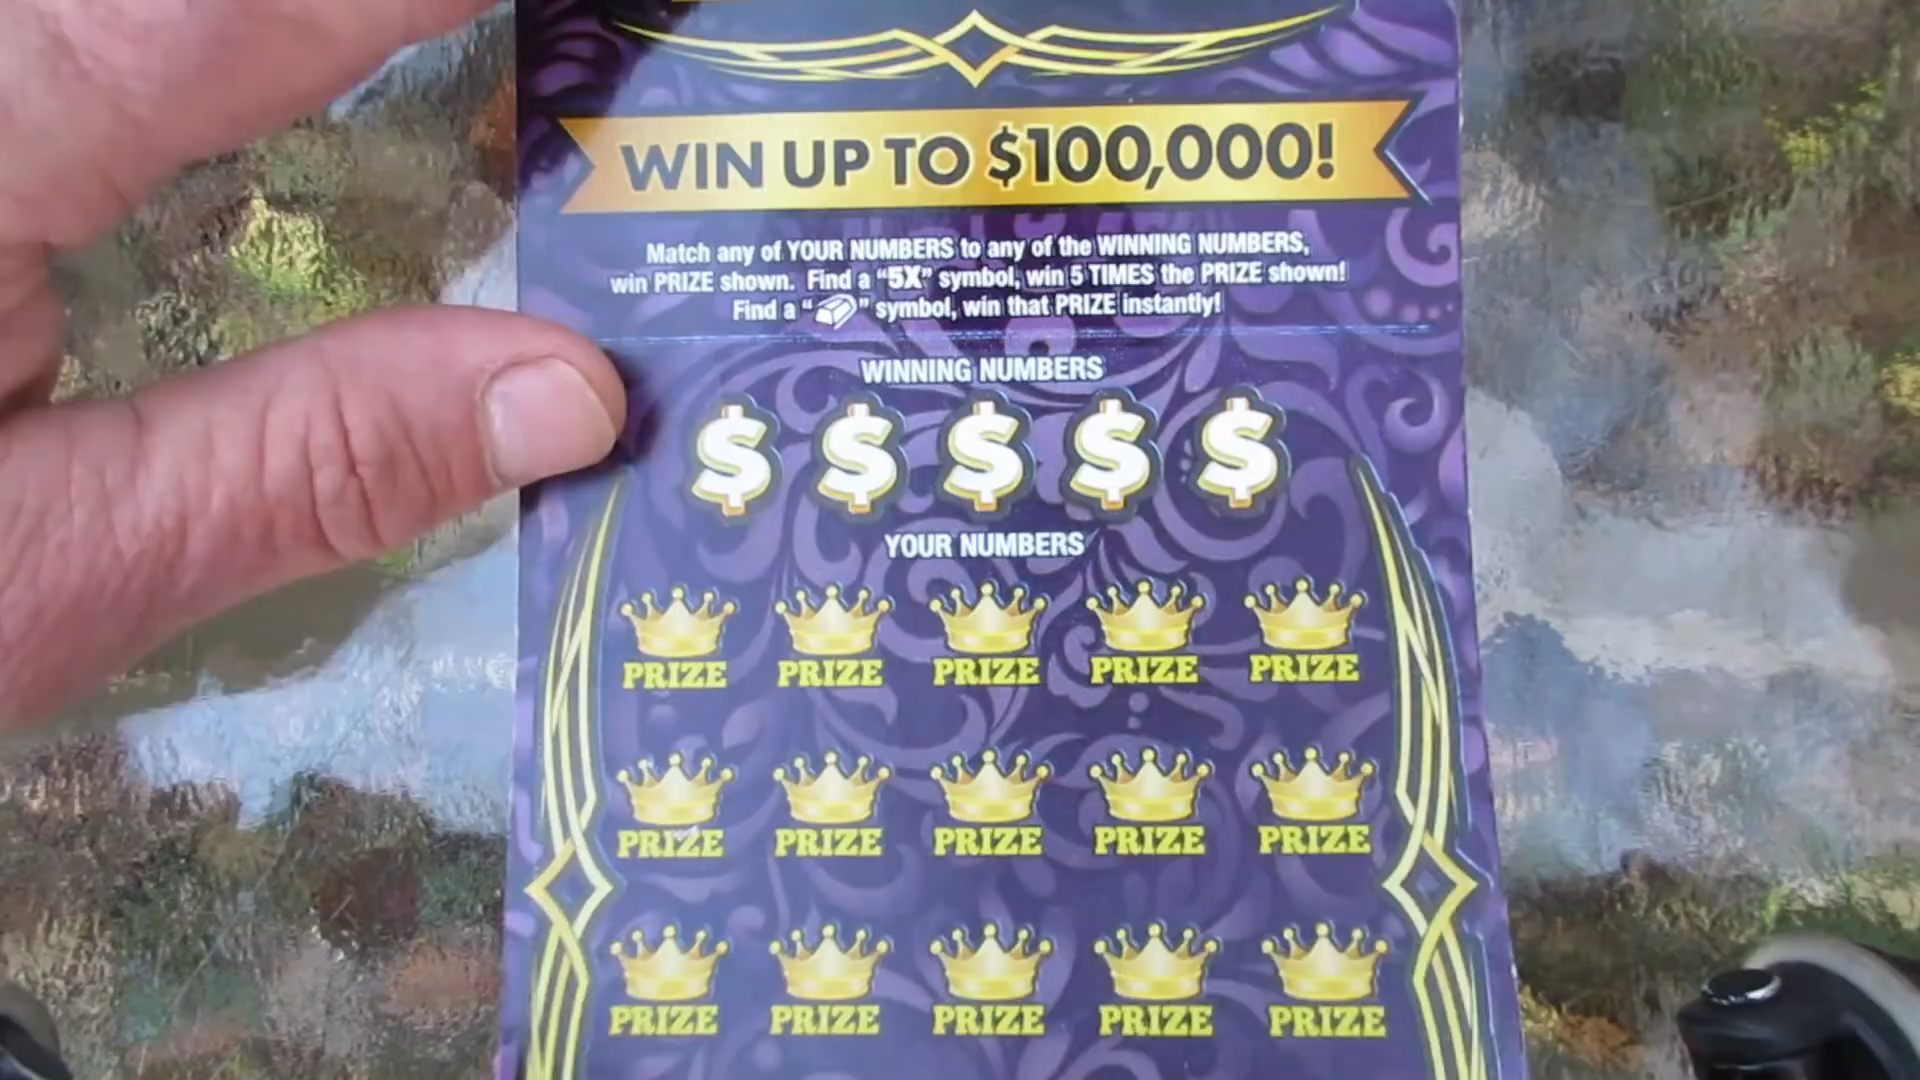 WIN UP TO $100,000!
Match any of YOUR NUMBERS to any of the WINNING NUMBERS,
win PRIZE shown. Find a “5X” symbol, win 5 TIMES the PRIZE shown!
Find a “ ” symbol, win that PRIZE instantly!
WINNING NUMBERS
$ $ $ $ $
YOUR NUMBERS
PRIZE PRIZE PRIZE PRIZE PRIZE
PRIZE PRIZE PRIZE PRIZE PRIZE
PRIZE PRIZE PRIZE PRIZE PRIZE